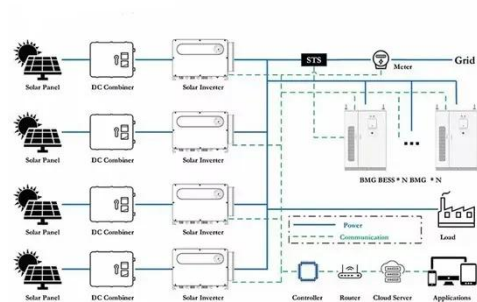 STS
Meter
Grid
Solar Panel
DC Combiner
Solar Inverter
Solar Panel
DC Combiner
Solar Inverter
BMG BESS * N BMG * N
Solar Panel
DC Combiner
Solar Inverter
Power
Communication
Load
Solar Panel
DC Combiner
Solar Inverter
Controller
Router
Cloud Server
Applications